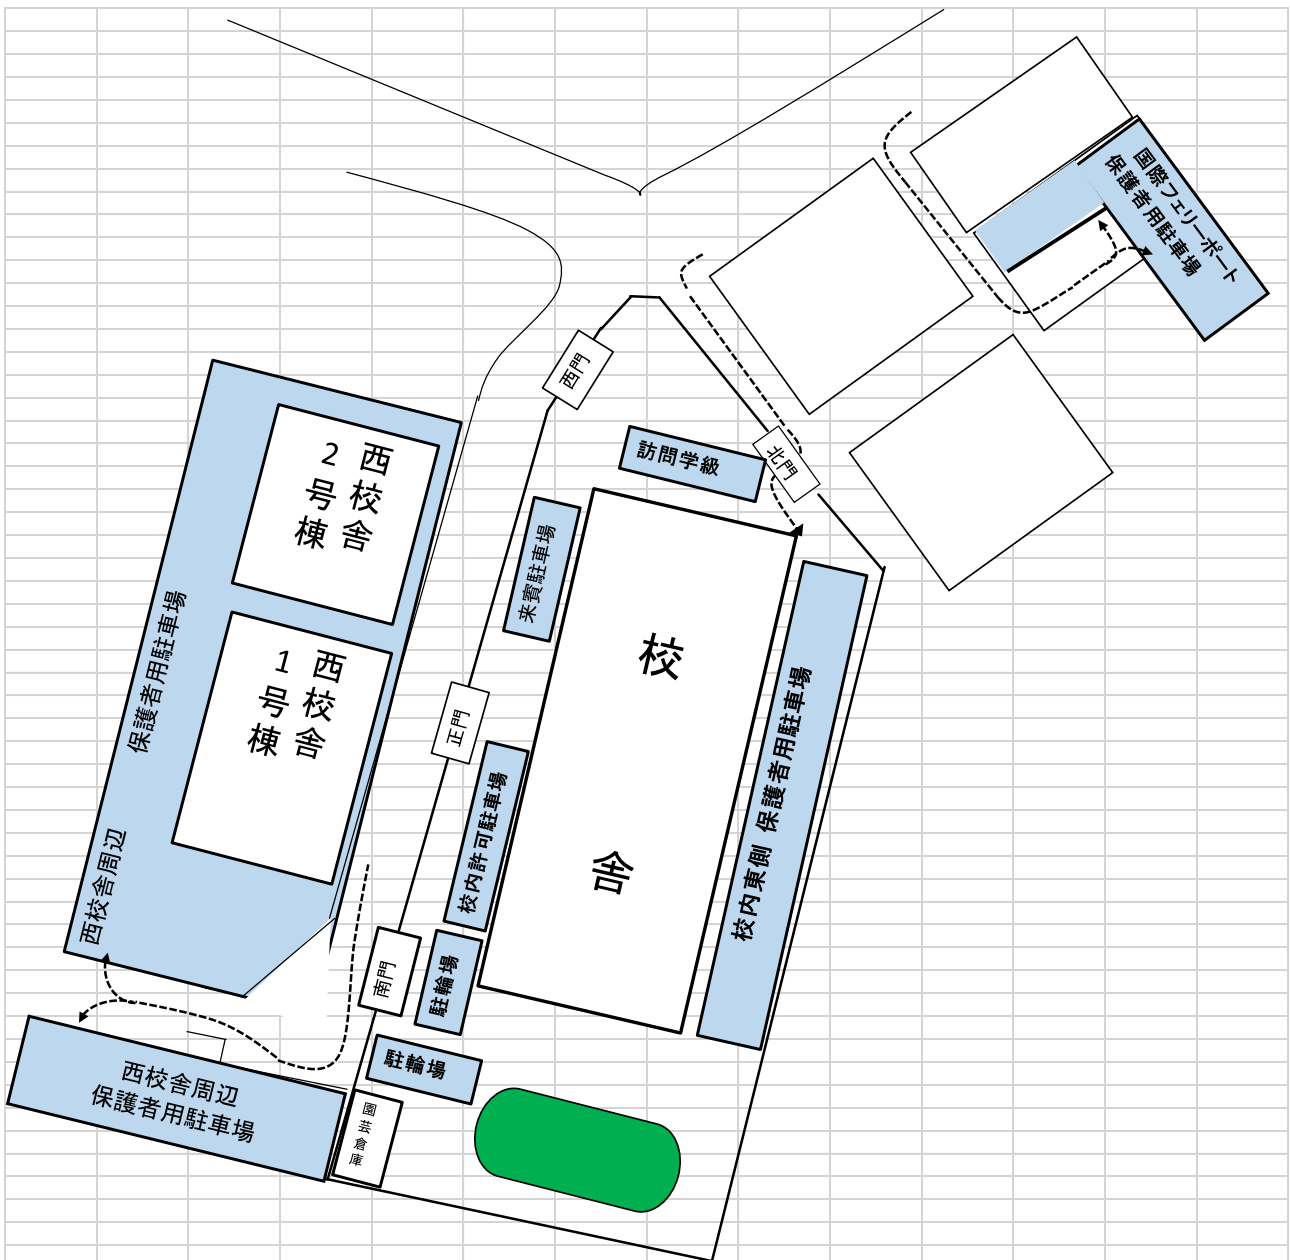 国際フェリーポート
保護者用駐車場
西門
北門
訪問学級
西校舎
2号棟
来賓駐車場
西校舎
1号棟
校舎
正門
校内許可駐車場
校内東側 保護者用駐車場
西校舎周辺 保護者用駐車場
南門
駐輪場
駐輪場
西校舎周辺
保護者用駐車場
園芸倉庫